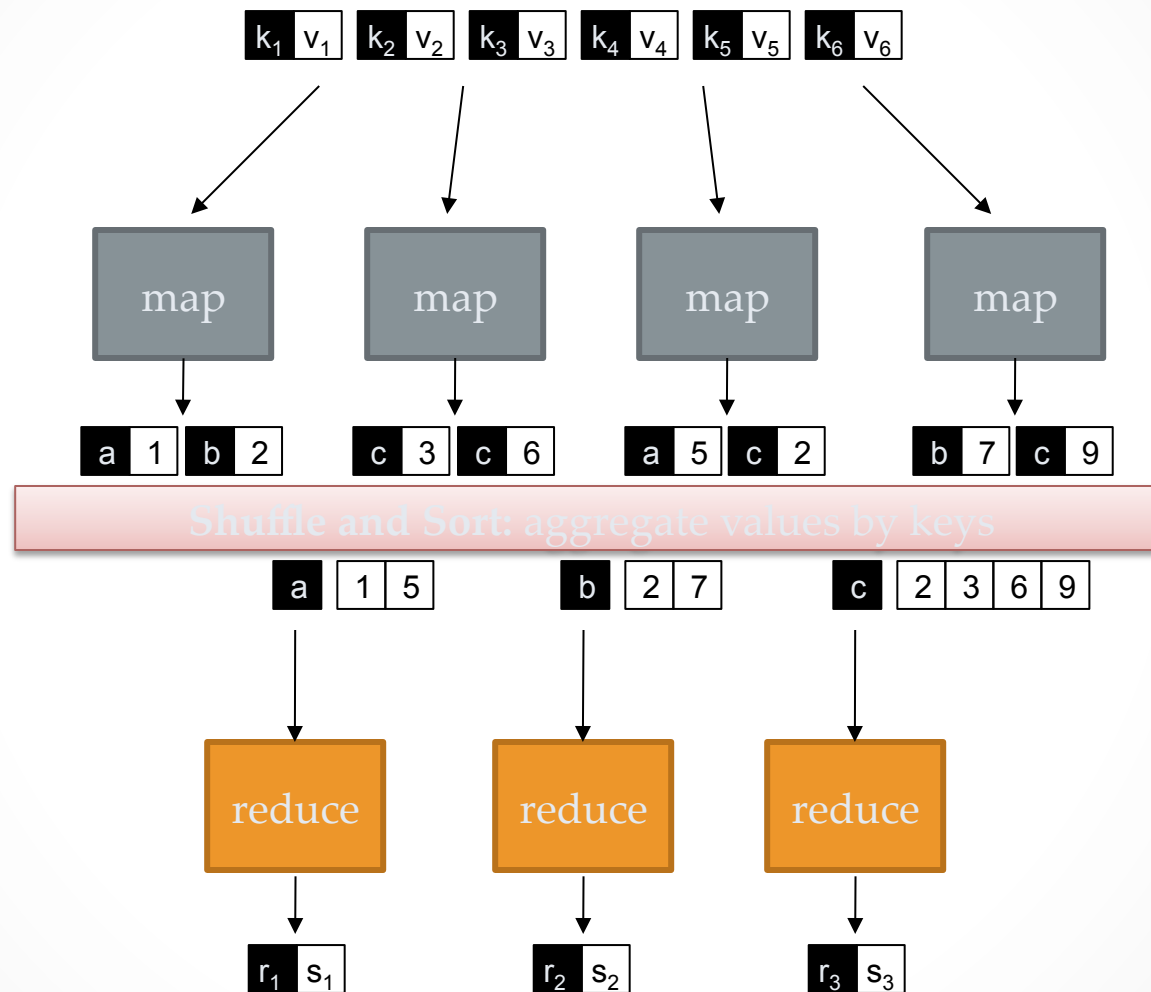 k₁ v₁ k₂ v₂ k₃ v₃ k₄ v₄ k₅ v₅ k₆ v₆
map map map map
a 1 b 2 c 3 c 6 a 5 c 2 b 7 c 9
Shuffle and Sort: aggregate values by keys
a 1 5 b 2 7 c 2 3 6 9
reduce reduce reduce
r₁ s₁ r₂ s₂ r₃ s₃